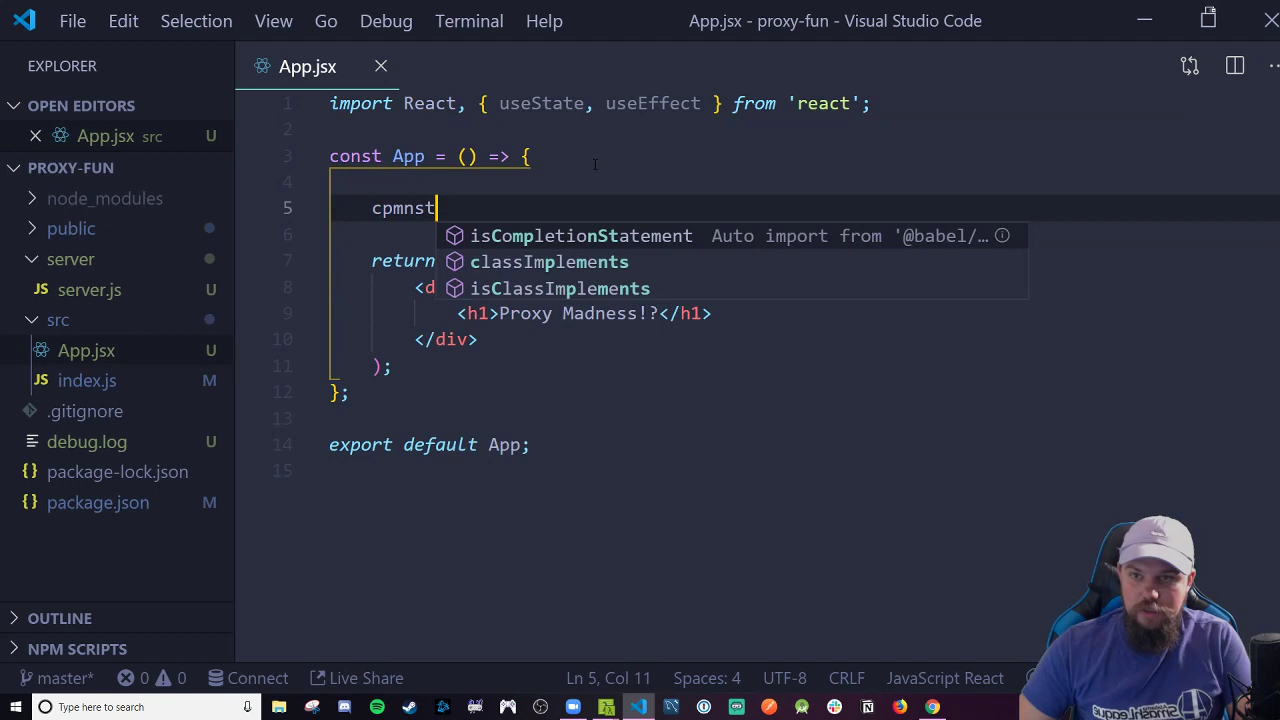 File Edit Selection View Go Debug Terminal Help App.jsx - proxy-fun - Visual Studio Code
EXPLORER
OPEN EDITORS
App.jsx src U
PROXY-FUN
node_modules
public
server
JS server.js U
src
App.jsx U
JS index.js M
.gitignore
debug.log U
{} package-lock.json
{} package.json M
OUTLINE
NPM SCRIPTS
App.jsx
1 import React, { useState, useEffect } from 'react';
2
3 const App = () => {
4
5 cpmnst
isCompletionStatement Auto import from '@babel/…
classImplements
isClassImplements
6
7 return
8 <d
9 <h1>Proxy Madness!?</h1>
10 </div>
11 );
12 };
13
14 export default App;
15
master* 0 0 Connect Live Share Ln 5, Col 11 Spaces: 4 UTF-8 CRLF JavaScript React
Type here to search